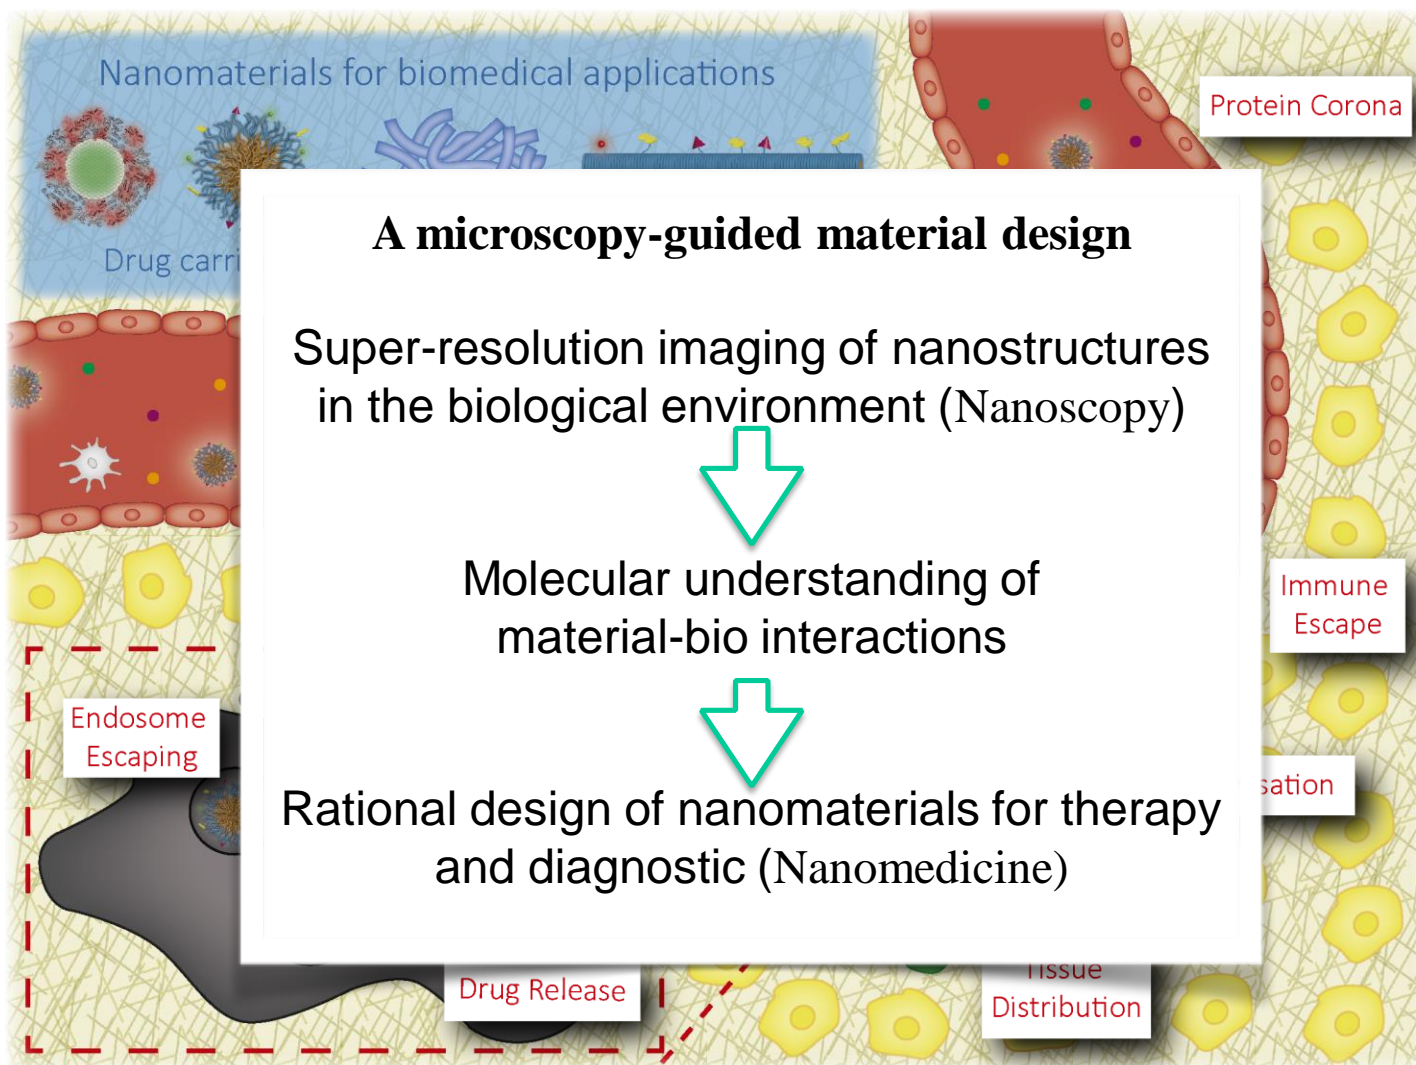 Nanomaterials for biomedical applications
Protein Corona
Drug
A microscopy-guided material design
Super-resolution imaging of nanostructures
in the biological environment (Nanoscopy)
Molecular understanding of
material-bio interactions
Immune
Escape
Endosome
Escaping
Rational design of nanomaterials for therapy
and diagnostic (Nanomedicine)
Drug Release
Tissue
Distribution